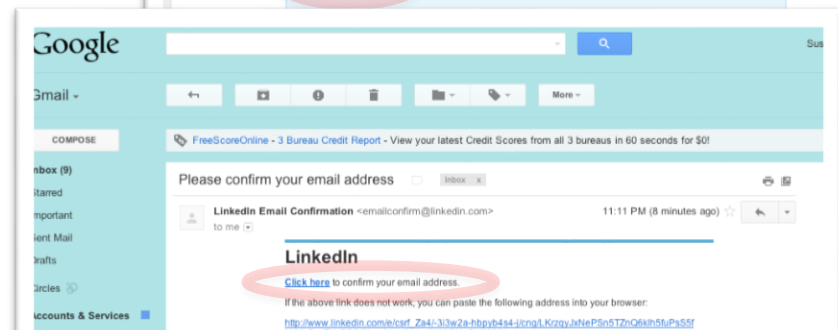 Google
Sus
Gmail
More
COMPOSE
FreeScoreOnline - 3 Bureau Credit Report - View your latest Credit Scores from all 3 bureaus in 60 seconds for $0!
Inbox (9)
Please confirm your email address Inbox x
Starred
Important
LinkedIn Email Confirmation <emailconfirm@linkedin.com> 11:11 PM (8 minutes ago)
to me
Sent Mail
Drafts
LinkedIn
Circles
Click here to confirm your email address.
If the above link does not work, you can paste the following address into your browser:
Accounts & Services